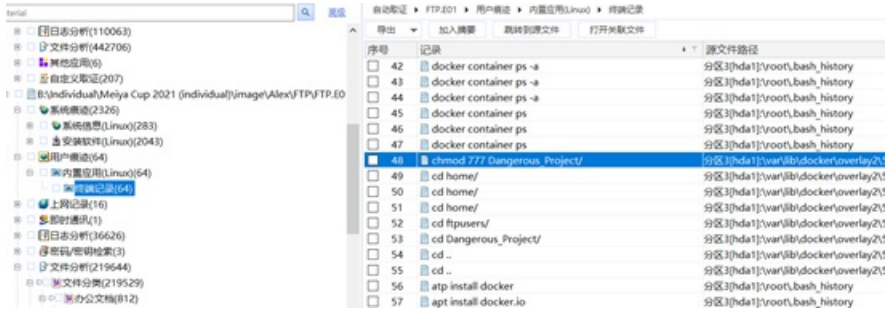 terial
高级
日志分析(110063)
文件分析(442706)
其他应用(6)
自定义取证(207)
B:\Individual\Meiya Cup 2021 (individual)\image\Alex\FTP\FTP.E0
系统痕迹(2326)
系统信息(Linux)(283)
安装软件(Linux)(2043)
用户痕迹(64)
内置应用(Linux)(64)
终端记录(64)
上网记录(16)
即时通讯(1)
日志分析(36626)
密码/密钥检索(3)
文件分析(219644)
文件分类(219529)
办公文档(812)
自动取证 ▸ FTP.E01 ▸ 用户痕迹 ▸ 内置应用(Linux) ▸ 终端记录
导出 加入摘要 跳转到源文件 打开关联文件
序号 记录 源文件路径
42 docker container ps -a 分区3[hda1]:\root\.bash_history
43 docker container ps -a 分区3[hda1]:\root\.bash_history
44 docker container ps -a 分区3[hda1]:\root\.bash_history
45 docker container ps 分区3[hda1]:\root\.bash_history
46 docker container ps 分区3[hda1]:\root\.bash_history
47 docker container ps 分区3[hda1]:\root\.bash_history
48 chmod 777 Dangerous_Project/ 分区3[hda1]:\var\lib\docker\overlay2\5
49 cd home/ 分区3[hda1]:\var\lib\docker\overlay2\5
50 cd home/ 分区3[hda1]:\var\lib\docker\overlay2\5
51 cd home/ 分区3[hda1]:\var\lib\docker\overlay2\5
52 cd ftpusers/ 分区3[hda1]:\var\lib\docker\overlay2\5
53 cd Dangerous_Project/ 分区3[hda1]:\var\lib\docker\overlay2\5
54 cd .. 分区3[hda1]:\var\lib\docker\overlay2\5
55 cd .. 分区3[hda1]:\var\lib\docker\overlay2\5
56 atp install docker 分区3[hda1]:\root\.bash_history
57 apt install docker.io 分区3[hda1]:\root\.bash_history